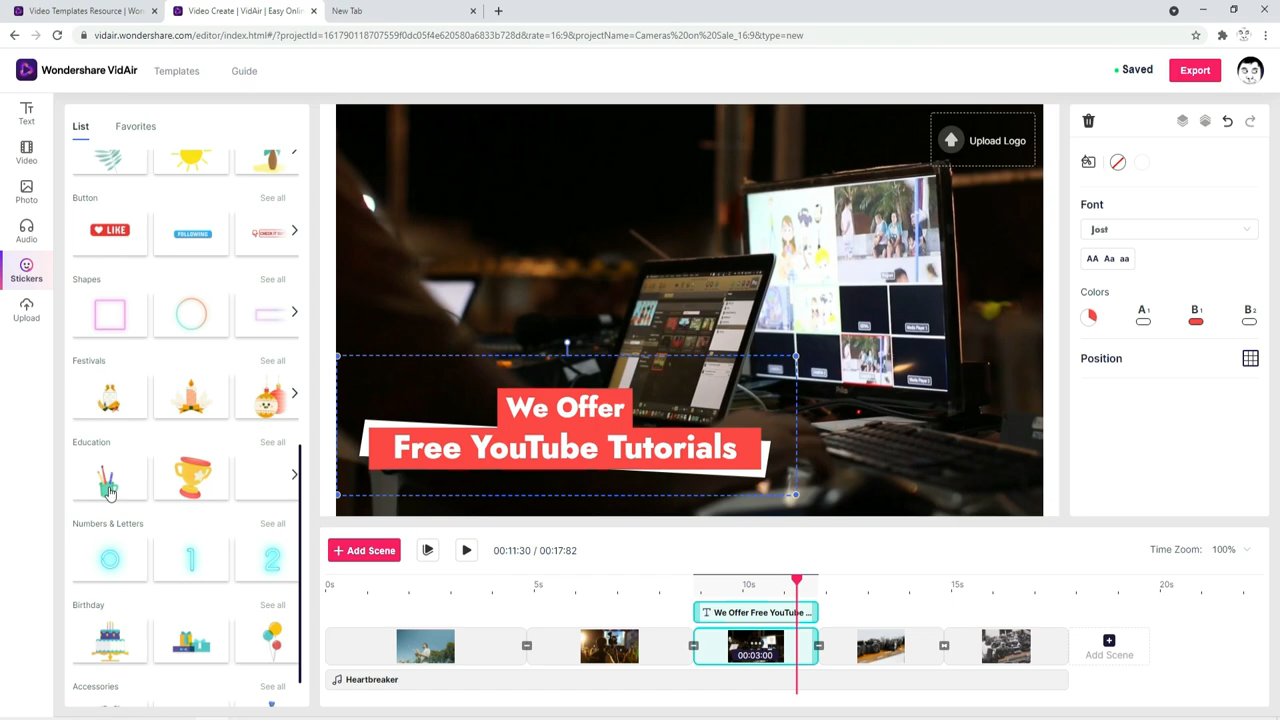 Video Templates Resource | Won
Video Create | VidAir | Easy Onlin
New Tab
vidair.wondershare.com/editor/index.html#/?projectId=161790118707559f0dc05f4e620580a6833b728d&rate=16:9&projectName=Cameras%20on%20Sale_16:9&type=new
Wondershare VidAir
Templates
Guide
Saved
Export
Text
Video
Photo
Audio
Stickers
Upload
List
Favorites
Button
See all
LIKE
FOLLOWING
Shapes
See all
Festivals
See all
Education
See all
Numbers & Letters
See all
0
1
2
Birthday
See all
Accessories
See all
Upload Logo
We Offer
Free YouTube Tutorials
Font
Jost
AA Aa aa
Colors
A1
B1
B2
Position
+ Add Scene
00:11:30 / 00:17:82
Time Zoom:
100%
0s
5s
10s
15s
20s
T We Offer Free YouTube ...
00:03:00
Add Scene
Heartbreaker